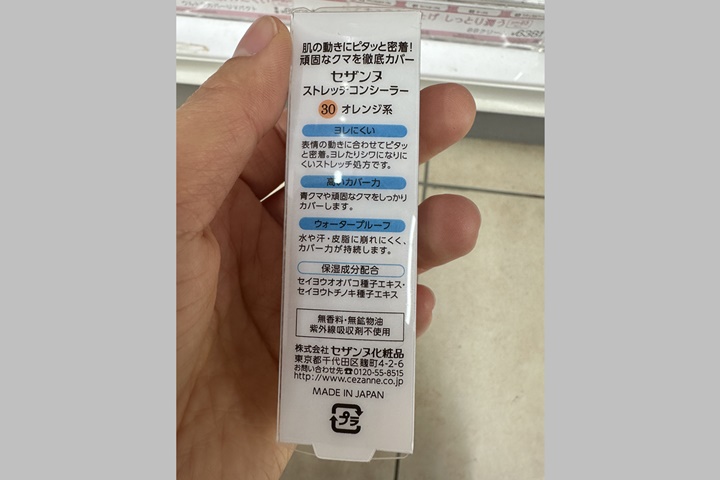 肌の動きにピタッと密着!
頑固なクマを徹底カバー
セザンヌ
ストレッチ・コンシーラー
30 オレンジ系
ヨレにくい
表情の動きに合わせてピタッ
と密着。ヨレたりシワになりに
くいストレッチ処方です。
高いカバー力
青クマや頑固なクマをしっかり
カバーします。
ウォータープルーフ
水や汗・皮脂に崩れにくく、
カバー力が持続します。
保湿成分配合
セイヨウオオバコ種子エキス・
セイヨウトチノキ種子エキス
無香料・無鉱物油
紫外線吸収剤不使用
株式会社 セザンヌ化粧品
東京都千代田区麹町4-2-6
お問い合わせ先☎0120-55-8515
http://www.cezanne.co.jp
MADE IN JAPAN
プラ